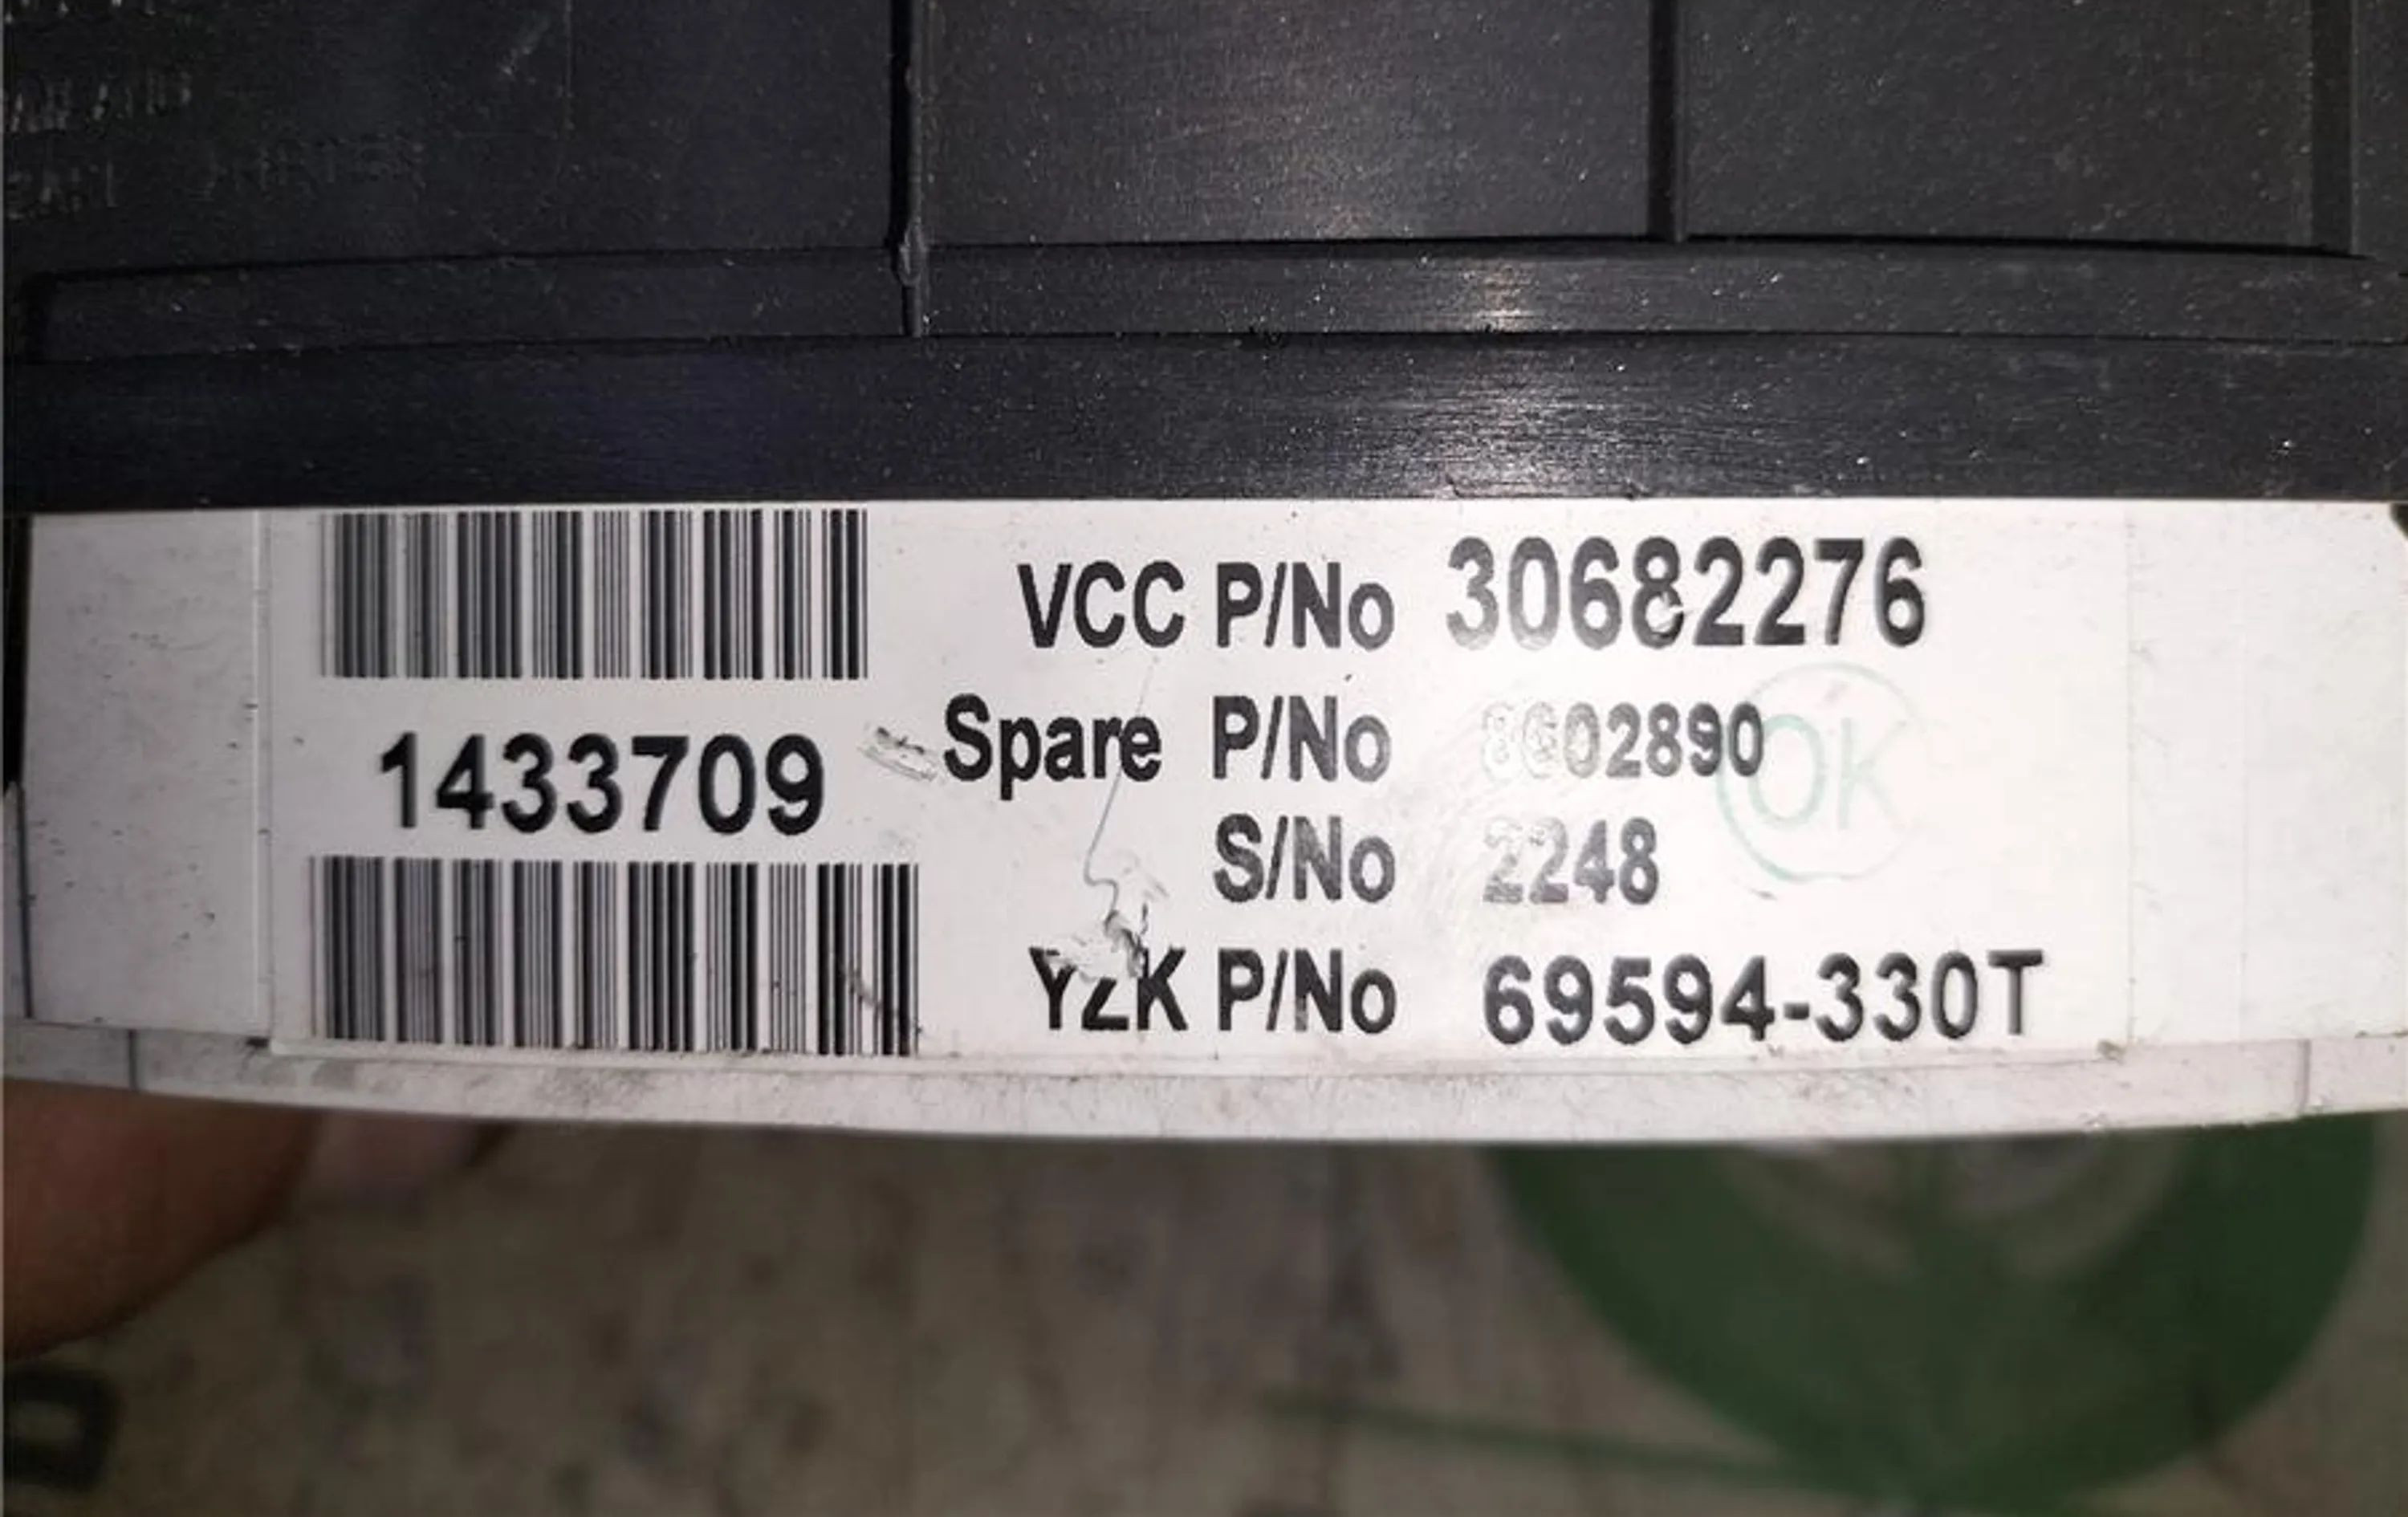 VCC P/No 30682276
1433709
Spare P/No 8602890
S/No 2248
YZK P/No 69594-330T
OK